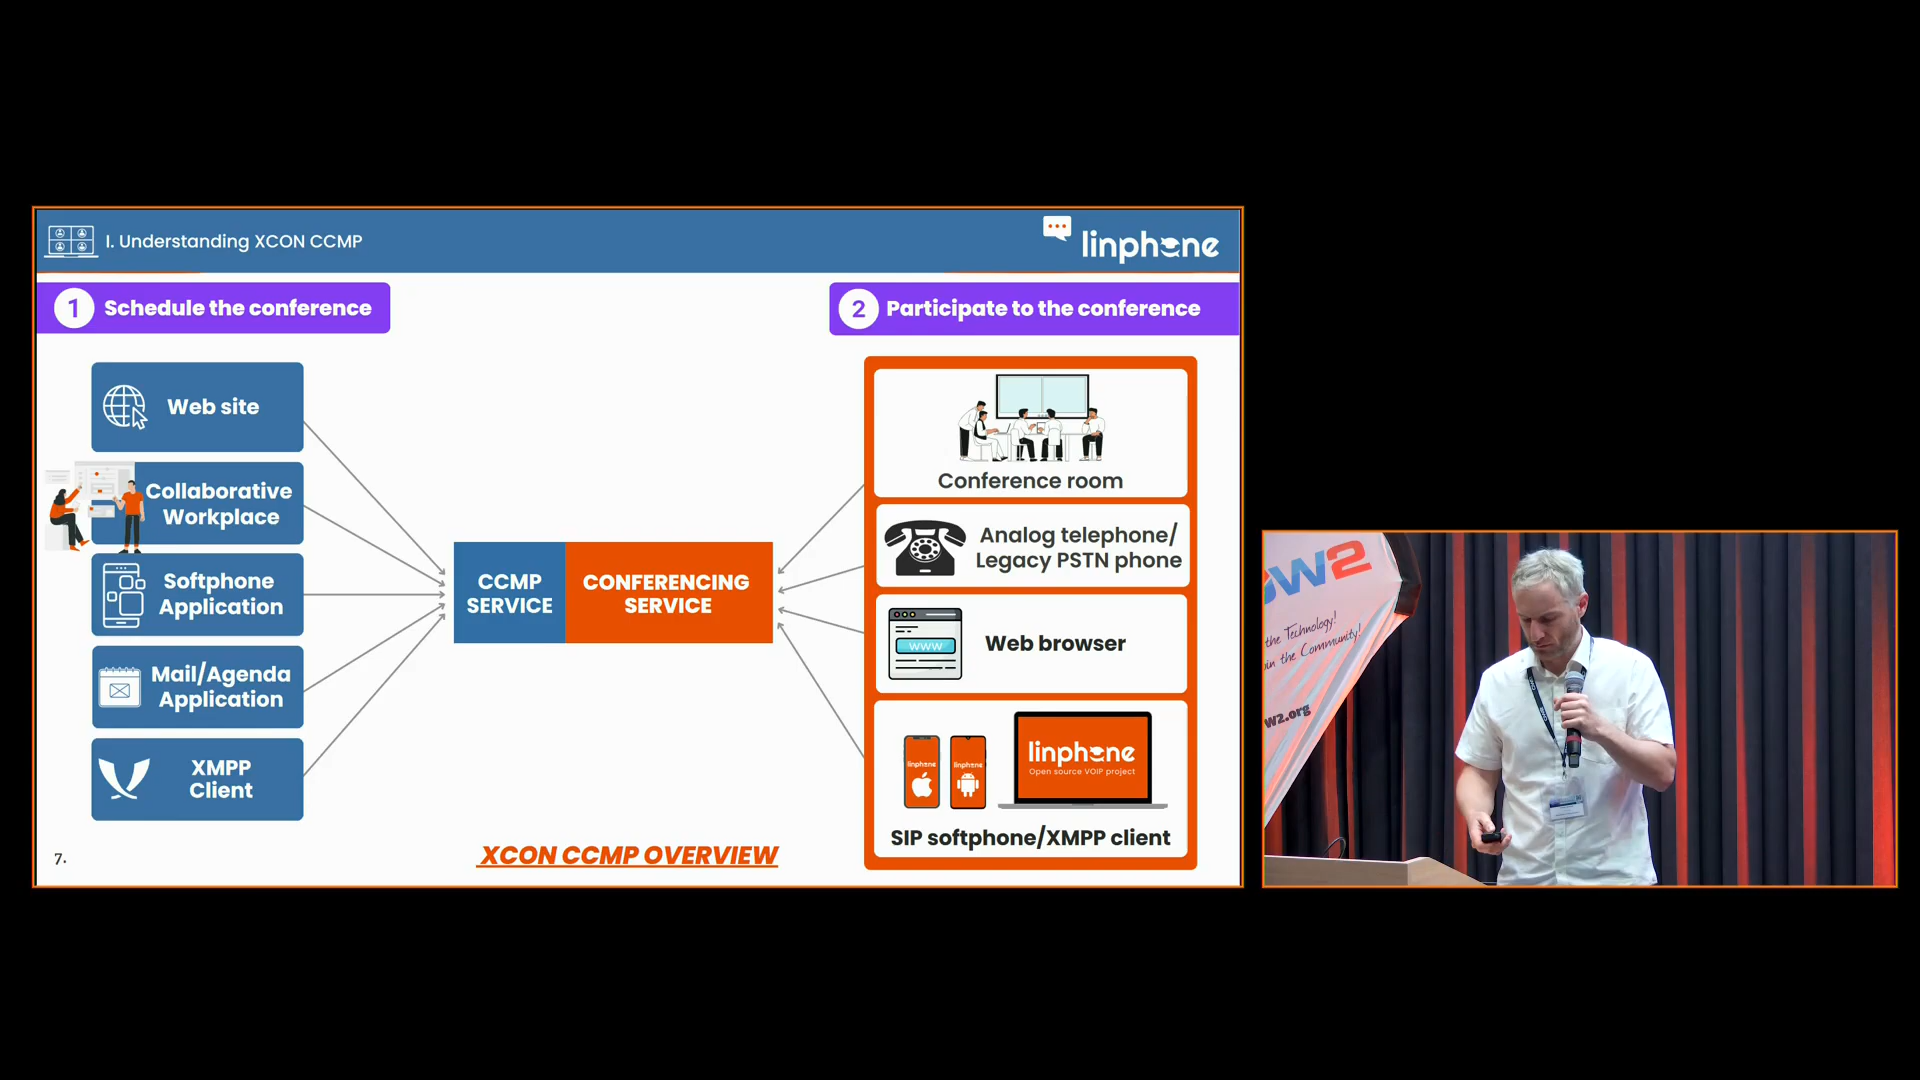 I. Understanding XCON CCMP
linphone
1 Schedule the conference
2 Participate to the conference
Web site
Collaborative
Workplace
Softphone
Application
Mail/Agenda
Application
XMPP
Client
CCMP
SERVICE
CONFERENCING
SERVICE
Conference room
Analog telephone/
Legacy PSTN phone
WWW
Web browser
linphone
linphone
linphone
Open source VOIP project
SIP softphone/XMPP client
7.
XCON CCMP OVERVIEW
OW2
the Technology!
in the Community!
w2.org